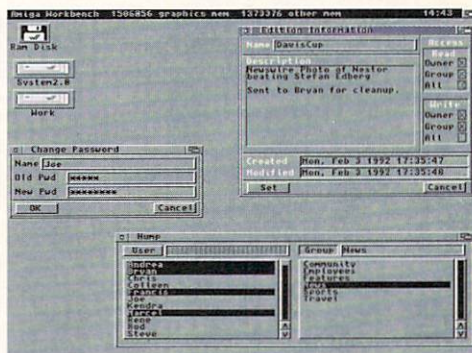 Amiga Workbench 1586856 graphics mem 1373376 other mem 14:43
Ram Disk
System2.0
Work
Edition Information
Name DavisCup
Description
Newswire Photo of Nestor
beating Stefan Edberg
Sent to Bryan for cleanup.
Access
Read
Owner
Group
All
Write
Owner
Group
All
Created Mon, Feb 3 1992 17:35:47
Modified Mon, Feb 3 1992 17:35:48
Set Cancel
Change Password
Name Joe
Old Pwd *****
New Pwd ********
OK Cancel
Hump
User
Andrea
Bryan
Chris
Colleen
Francis
Joe
Kendra
Marcel
Rene
Rod
Steve
Group News
Community
Employees
Features
News
Sports
Travel